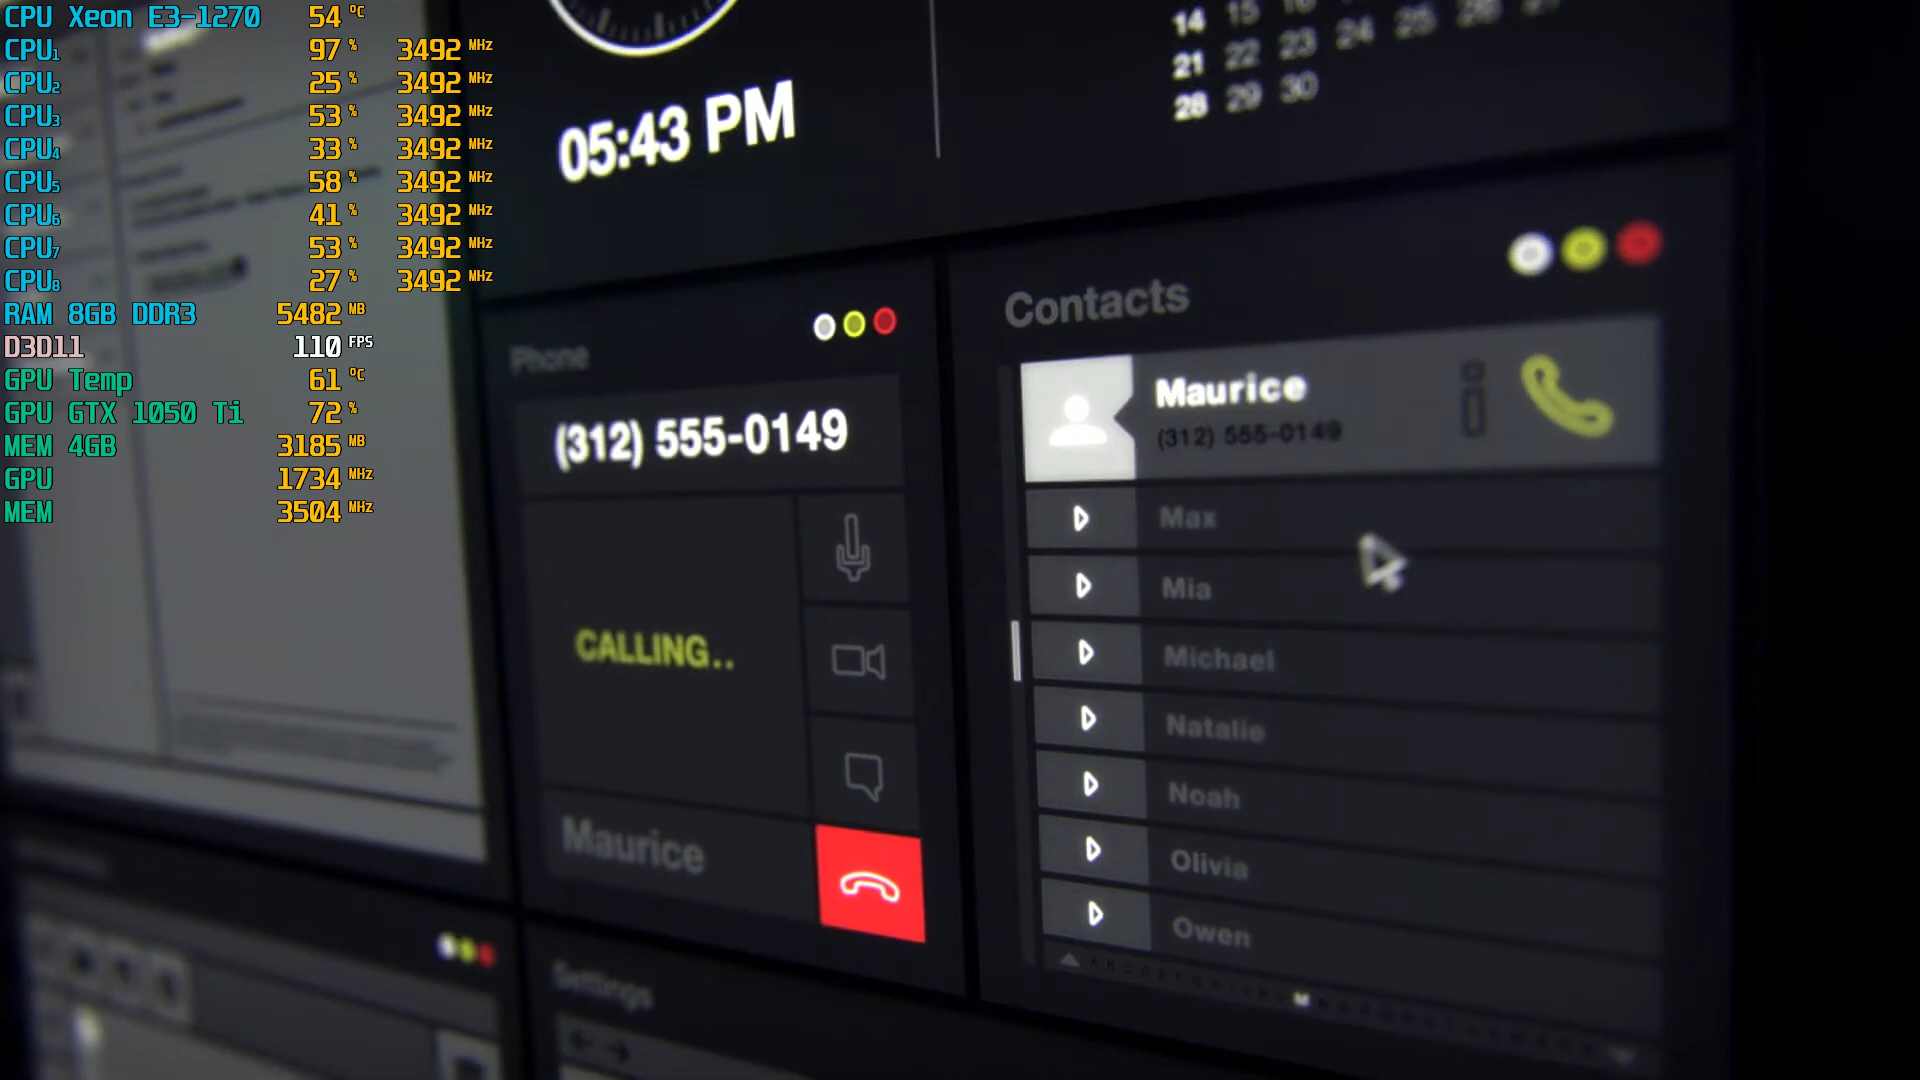 CPU Xeon E3-1270 54 °C
CPU1 97 % 3492 MHz
CPU2 25 % 3492 MHz
CPU3 53 % 3492 MHz
CPU4 33 % 3492 MHz
CPU5 58 % 3492 MHz
CPU6 41 % 3492 MHz
CPU7 53 % 3492 MHz
CPU8 27 % 3492 MHz
RAM 8GB DDR3 5482 MB
D3D11 110 FPS
GPU Temp 61 °C
GPU GTX 1050 Ti 72 %
MEM 4GB 3185 MB
GPU 1734 MHz
MEM 3504 MHz
05:43 PM
14 15 16
21 22 23 24 25 26 27
28 29 30
Phone
(312) 555-0149
CALLING..
Maurice
Settings
Contacts
Maurice
(312) 555-0149
Max
Mia
Michael
Natalie
Noah
Olivia
Owen